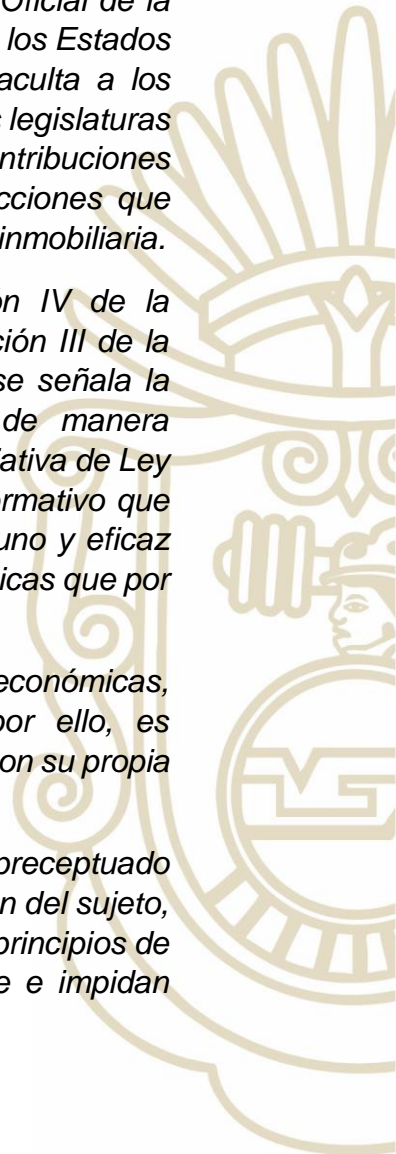 Oficial de la
los Estados
aculta a los
legislaturas
ntribuciones
cciones que
inmobiliaria.
n IV de la
ción III de la
se señala la
de manera
ativa de Ley
rmativo que
uno y eficaz
icas que por
económicas,
por ello, es
on su propia
preceptuado
n del sujeto,
principios de
e e impidan